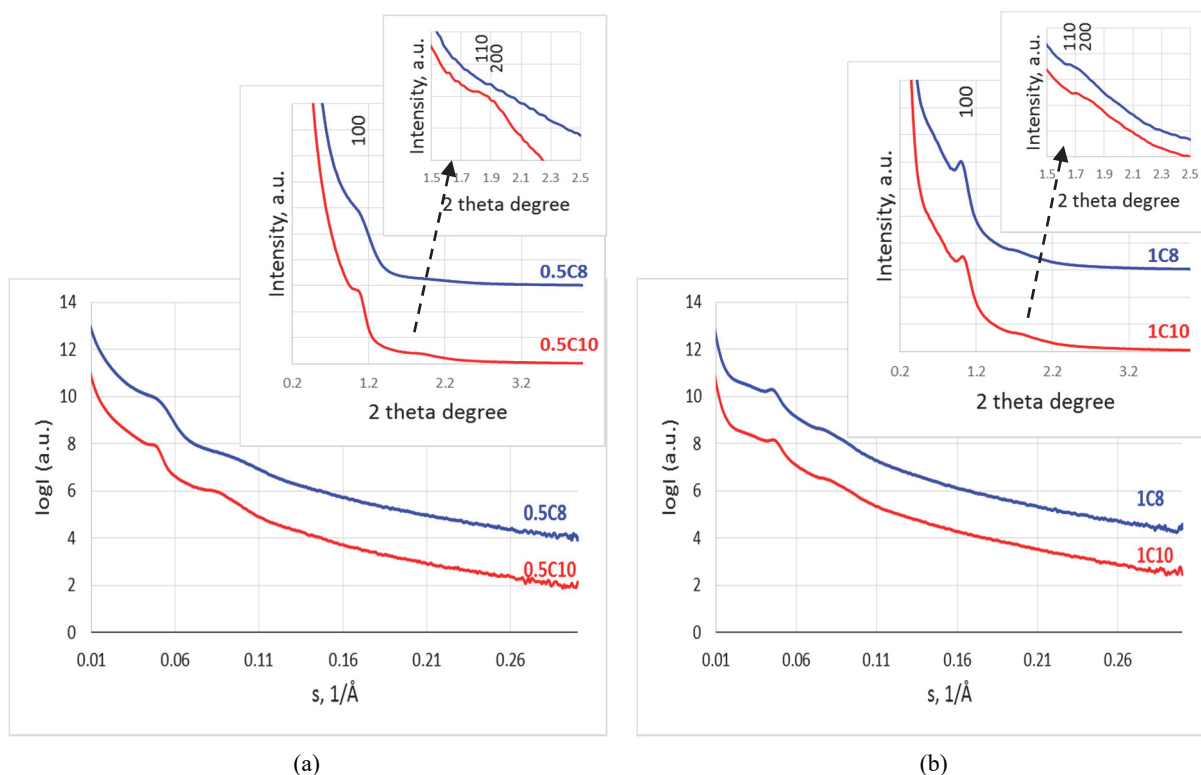 110
200
Intensity, a.u.
1.5 1.7 1.9 2.1 2.3 2.5
2 theta degree
100
Intensity, a.u.
0.5C8
0.5C10
0.2 1.2 2.2 3.2
2 theta degree
14
12
10
8
6
4
2
0
logI (a.u.)
0.5C8
0.5C10
0.01 0.06 0.11 0.16 0.21 0.26
s, 1/Å
(a)
110
200
Intensity, a.u.
1.5 1.7 1.9 2.1 2.3 2.5
2 theta degree
100
Intensity, a.u.
1C8
1C10
0.2 1.2 2.2 3.2
2 theta degree
14
12
10
8
6
4
2
0
logI (a.u.)
1C8
1C10
0.01 0.06 0.11 0.16 0.21 0.26
s, 1/Å
(b)